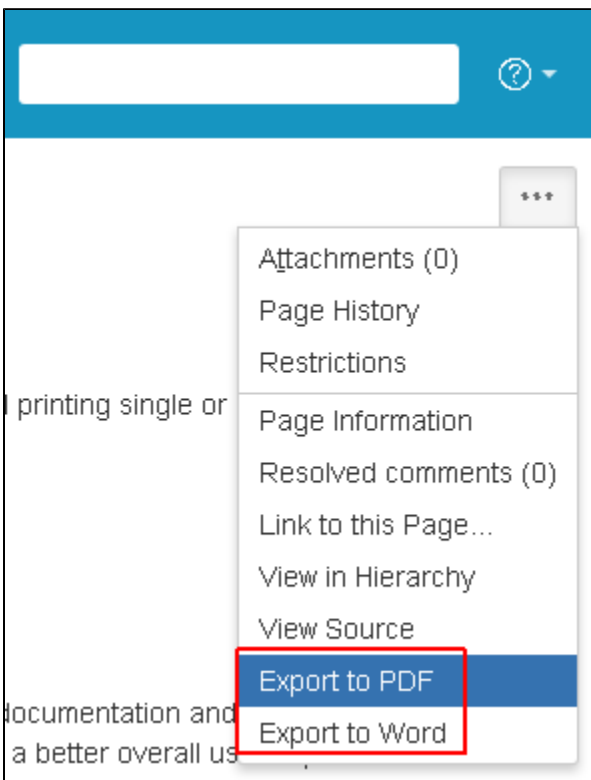 Attachments (0)
Page History
Restrictions
printing single or
Page Information
Resolved comments (0)
Link to this Page...
View in Hierarchy
View Source
Export to PDF
documentation and
Export to Word
a better overall